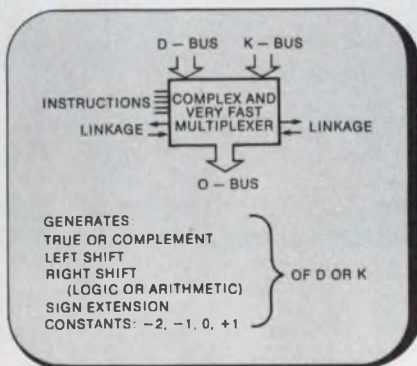 D – BUS K – BUS
INSTRUCTIONS
COMPLEX AND
VERY FAST
MULTIPLEXER
LINKAGE LINKAGE
O – BUS
GENERATES:
TRUE OR COMPLEMENT
LEFT SHIFT
RIGHT SHIFT
(LOGIC OR ARITHMETIC)
SIGN EXTENSION
CONSTANTS: –2, –1, 0, +1
OF D OR K